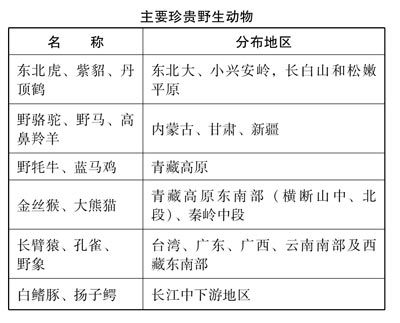 主要珍贵野生动物
名 称 分布地区
东北虎、紫貂、丹 东北大、小兴安岭，长白山和松嫩
顶鹤 平原
野骆驼、野马、高 内蒙古、甘肃、新疆
鼻羚羊
野牦牛、蓝马鸡 青藏高原
金丝猴、大熊猫 青藏高原东南部（横断山中、北
段）、秦岭中段
长臂猿、孔雀、 台湾、广东、广西、云南南部及西
野象 藏东南部
白鳍豚、扬子鳄 长江中下游地区